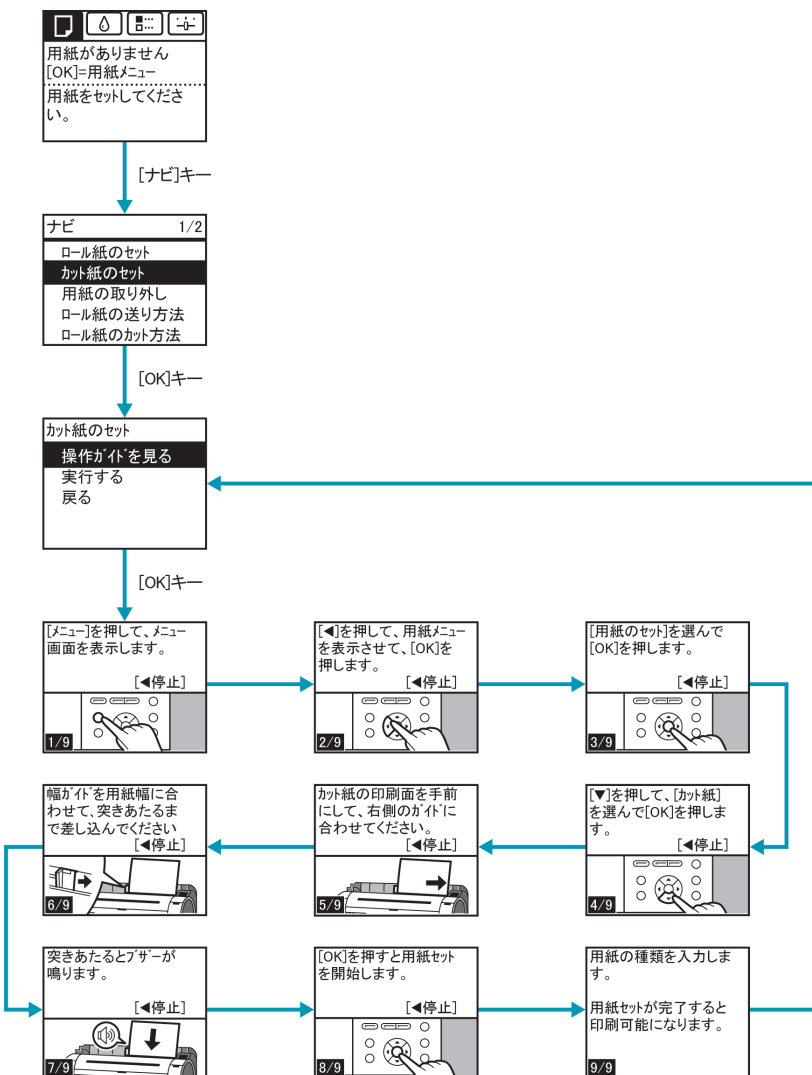 用紙がありません
[OK]=用紙ﾒﾆｭｰ
用紙をｾｯﾄしてくださ
い。
[ナビ]キー
ナビ 1/2
ﾛｰﾙ紙のｾｯﾄ
ｶｯﾄ紙のｾｯﾄ
用紙の取り外し
ﾛｰﾙ紙の送り方法
ﾛｰﾙ紙のｶｯﾄ方法
[OK]キー
ｶｯﾄ紙のｾｯﾄ
操作ｶﾞｲﾄﾞを見る
実行する
戻る
[OK]キー
[ﾒﾆｭｰ]を押して、ﾒﾆｭｰ
画面を表示します。
[◀停止]
1/9
[◀]を押して、用紙ﾒﾆｭｰ
を表示させて、[OK]を
押します。
[◀停止]
2/9
[用紙のｾｯﾄ]を選んで
[OK]を押します。
[◀停止]
3/9
[▼]を押して、[ｶｯﾄ紙]
を選んで[OK]を押しま
す。
[◀停止]
4/9
ｶｯﾄ紙の印刷面を手前
にして、右側のｶﾞｲﾄﾞに
合わせてください。
[◀停止]
5/9
幅ｶﾞｲﾄﾞを用紙幅に合
わせて、突きあたるま
で差し込んでください
[◀停止]
6/9
突きあたるとﾌﾞｻﾞｰが
鳴ります。
[◀停止]
7/9
[OK]を押すと用紙ｾｯﾄ
を開始します。
[◀停止]
8/9
用紙の種類を入力しま
す。
用紙ｾｯﾄが完了すると
印刷可能になります。
9/9